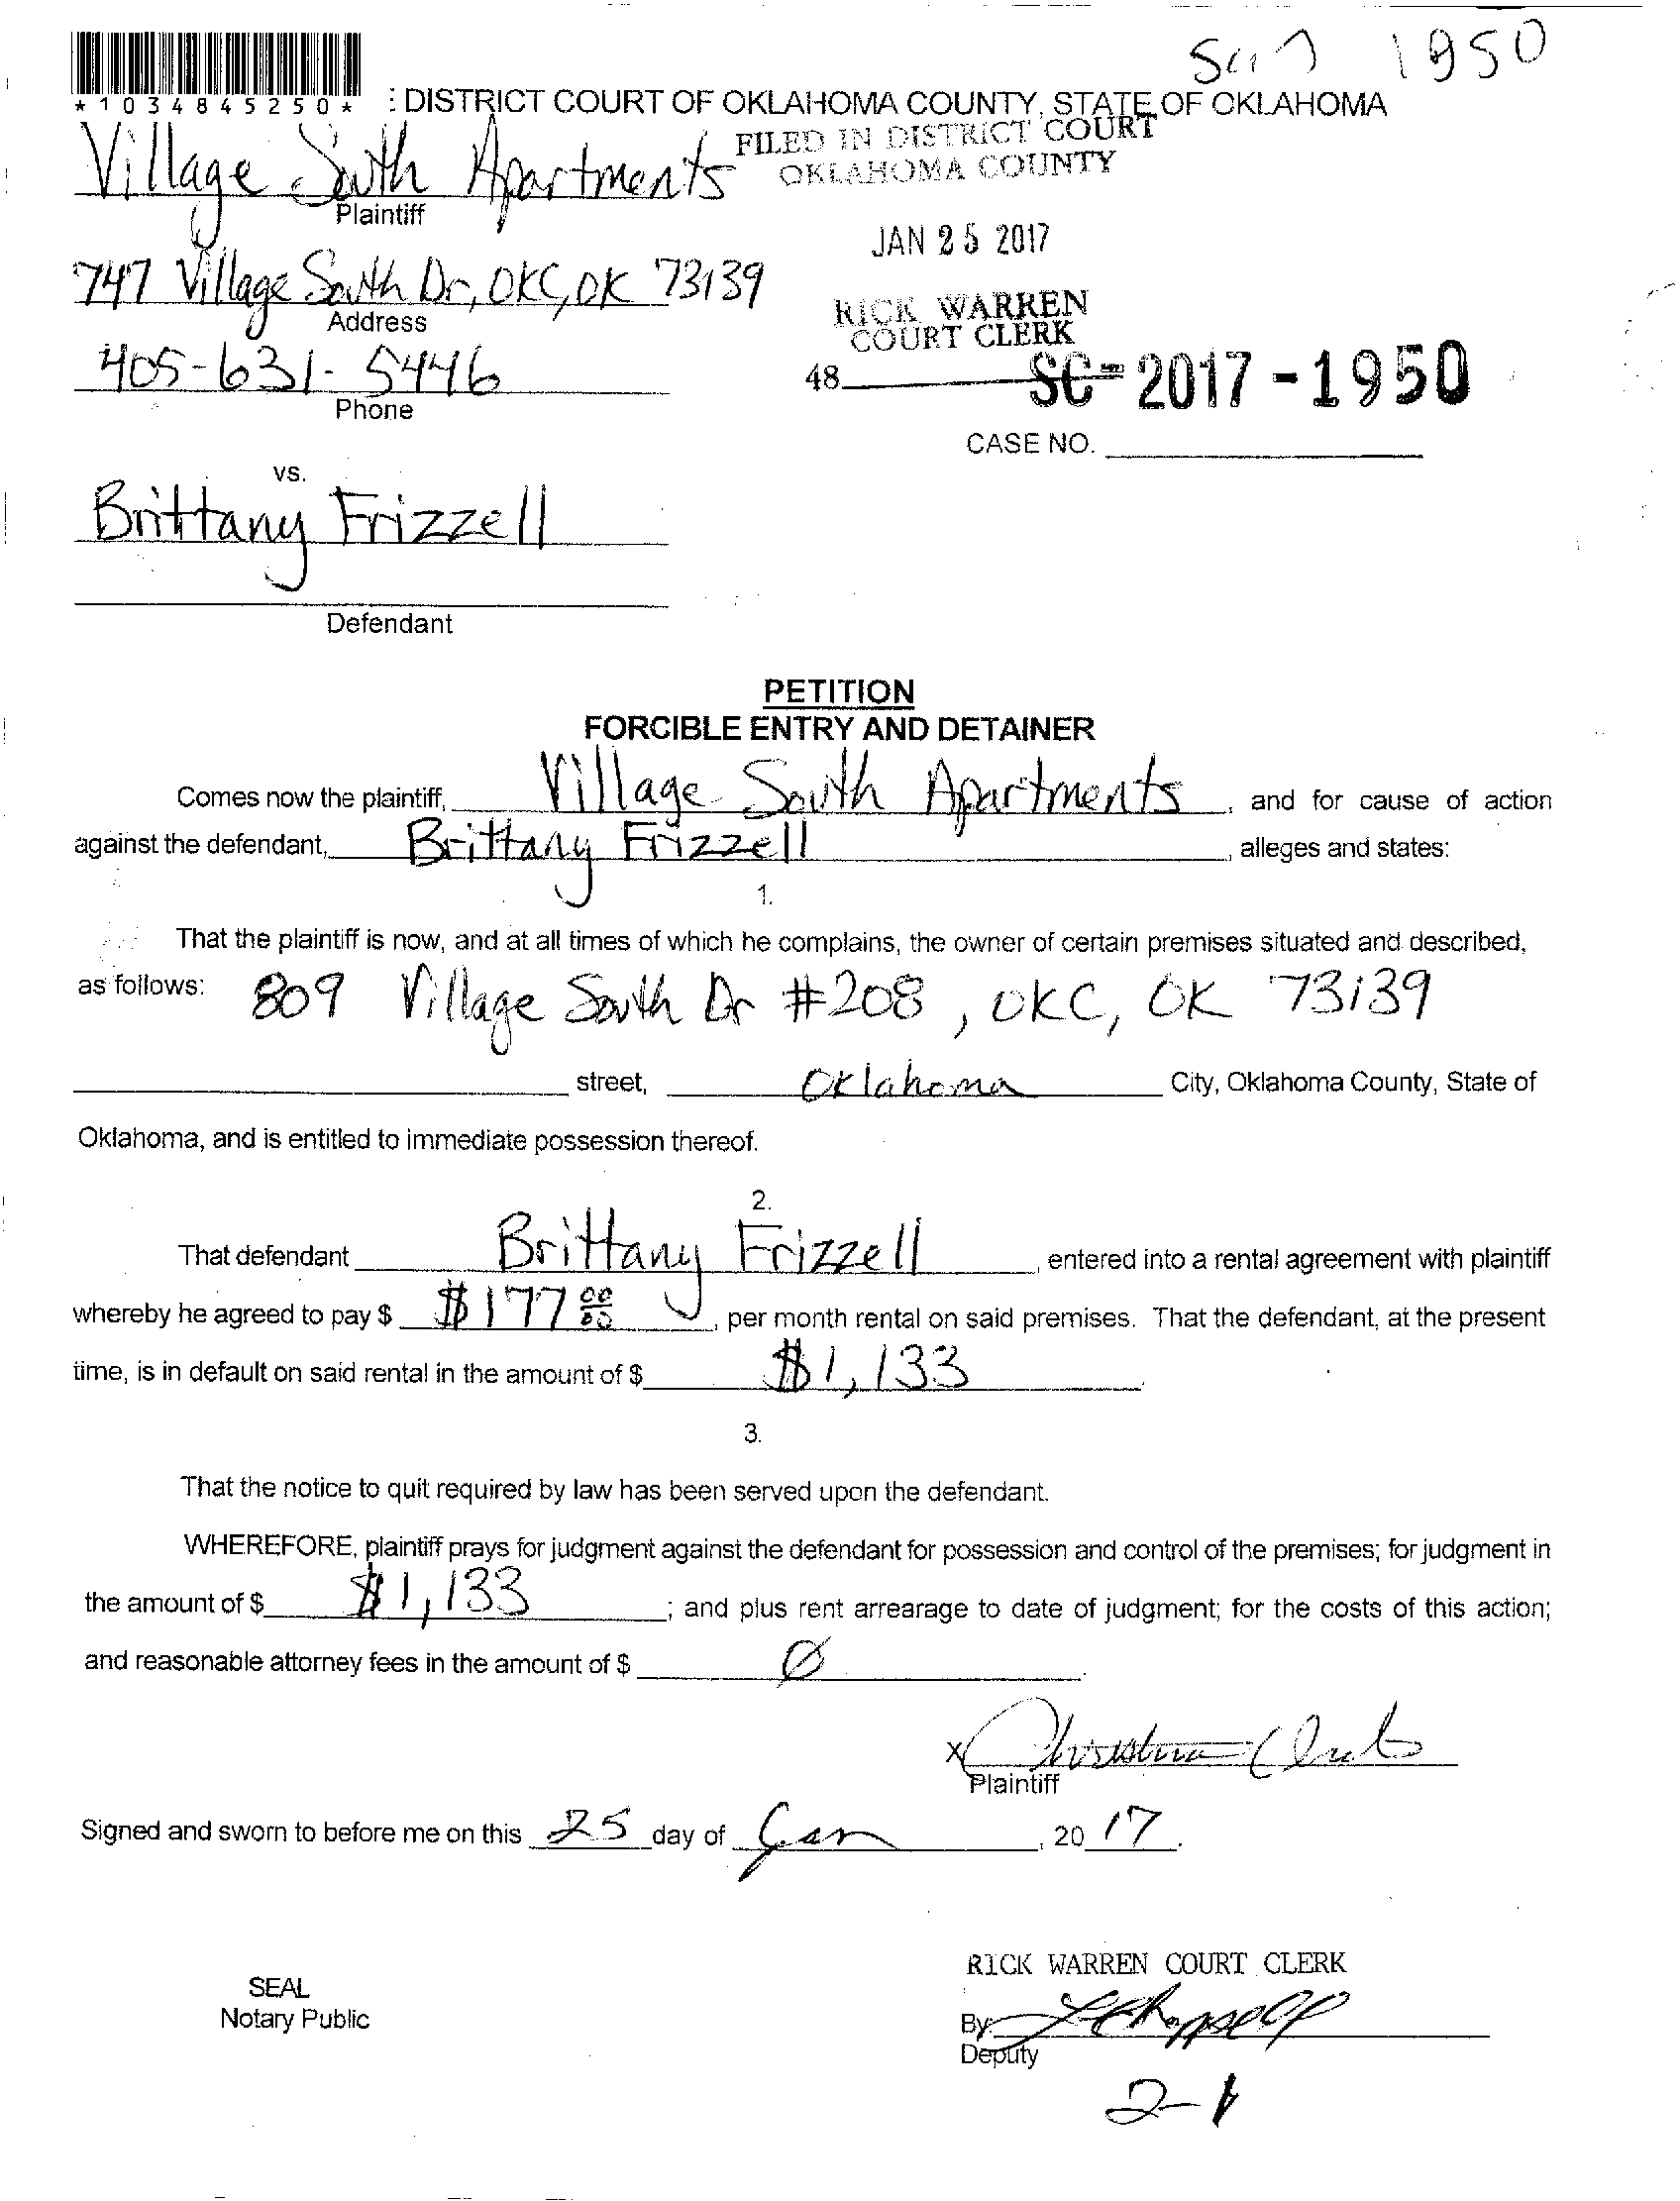 1950
*1034845250*
: DISTRICT COURT OF OKLAHOMA COUNTY, STATE OF OKLAHOMA
FILED IN DISTRICT COURT
OKLAHOMA COUNTY
Village South Apartments
Plaintiff
JAN 25 2017
747 Village South Dr, OKC, OK 73139
Address
RICK WARREN
COURT CLERK
405-631-5446
Phone
48. SC-2017-1950
CASE NO.
vs.
Brittany Frizzell
Defendant
PETITION
FORCIBLE ENTRY AND DETAINER
Comes now the plaintiff, Village South Apartments, and for cause of action
against the defendant, Brittany Frizzell, alleges and states:
1.
That the plaintiff is now, and at all times of which he complains, the owner of certain premises situated and described,
as follows: 809 Village South Dr #208, OKC, OK 73139
street, Oklahoma City, Oklahoma County, State of
Oklahoma, and is entitled to immediate possession thereof.
2.
That defendant Brittany Frizzell, entered into a rental agreement with plaintiff
whereby he agreed to pay $ $177 00/00, per month rental on said premises. That the defendant, at the present
time, is in default on said rental in the amount of $ $1,133.
3.
That the notice to quit required by law has been served upon the defendant.
WHEREFORE, plaintiff prays for judgment against the defendant for possession and control of the premises; for judgment in
the amount of $ $1,133; and plus rent arrearage to date of judgment; for the costs of this action;
and reasonable attorney fees in the amount of $ Ø.
x Christina
Plaintiff
Signed and sworn to before me on this 25 day of Jan, 2017.
RICK WARREN COURT CLERK
SEAL
Notary Public
By: LChappell
Deputy
2-1